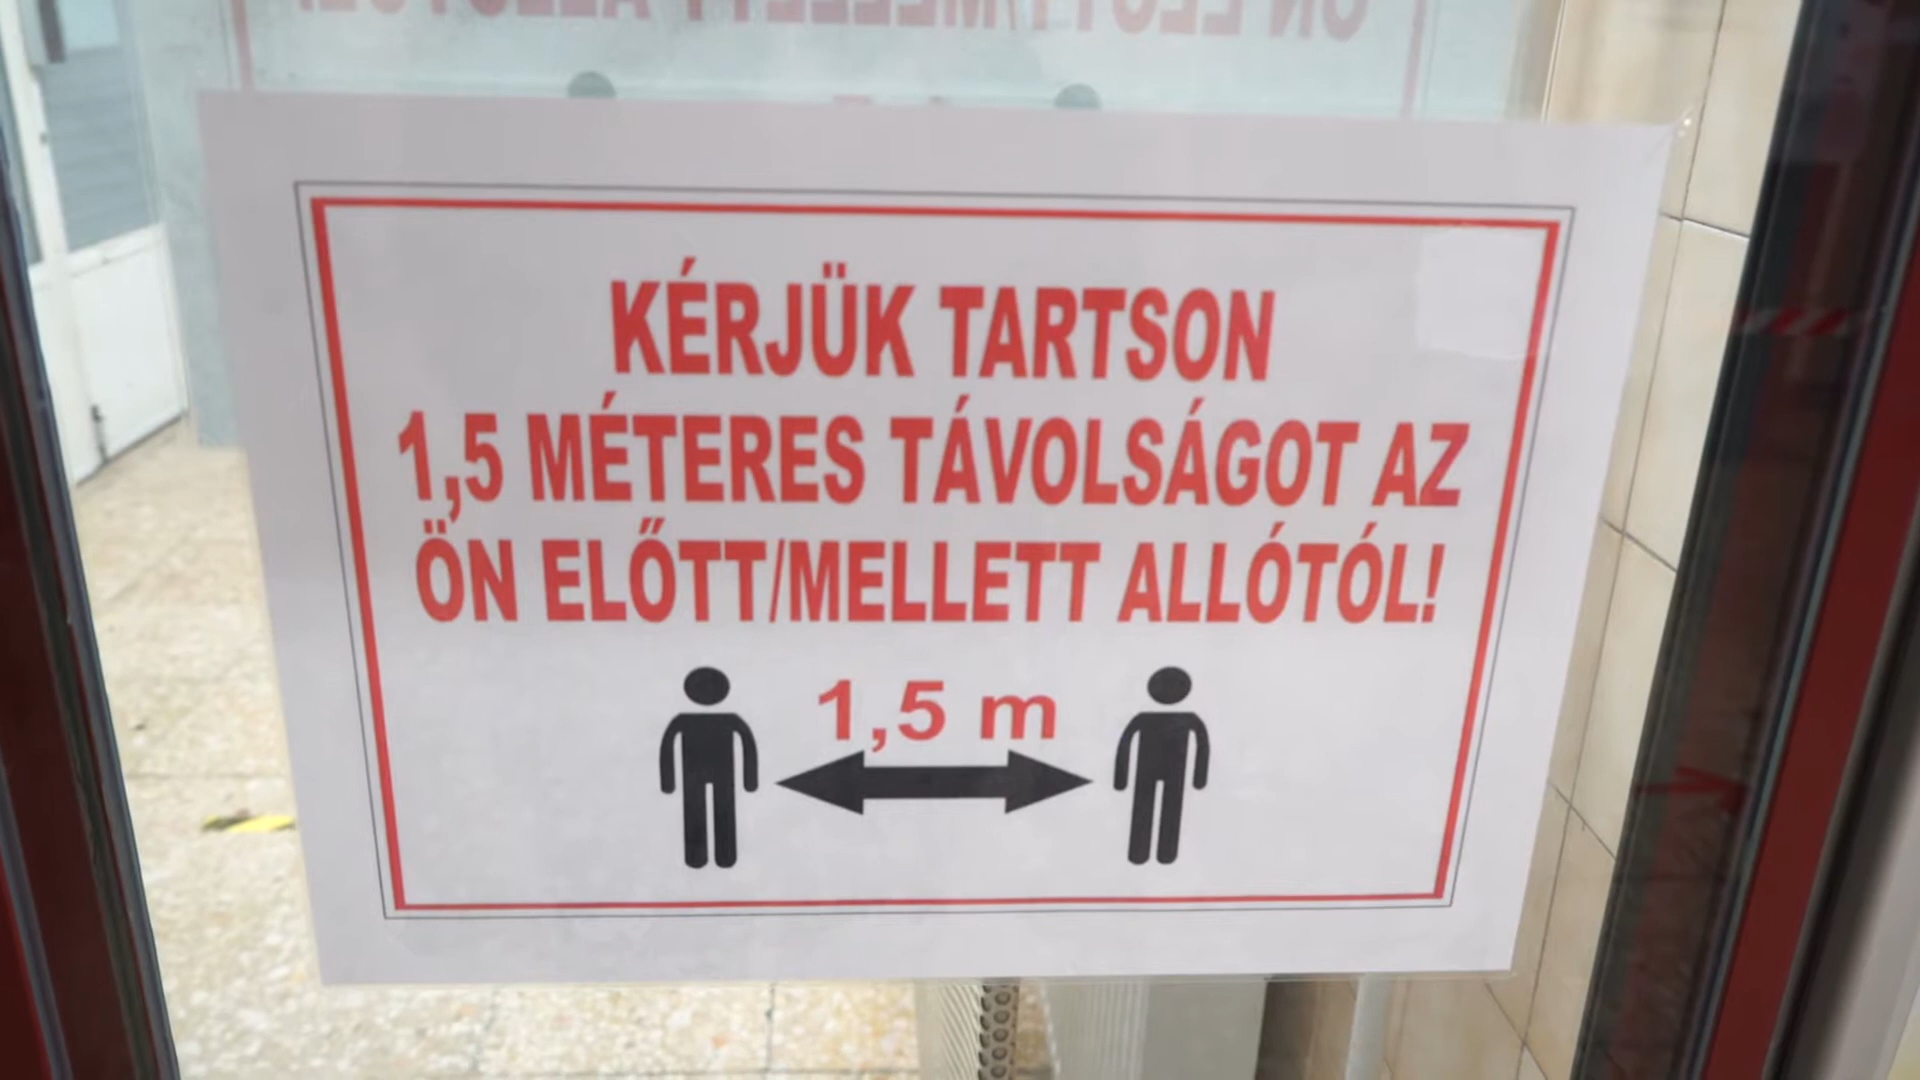 KÉRJÜK TARTSON
1,5 MÉTERES TÁVOLSÁGOT AZ
ÖN ELŐTT/MELLETT ALLÓTÓL!
1,5 m